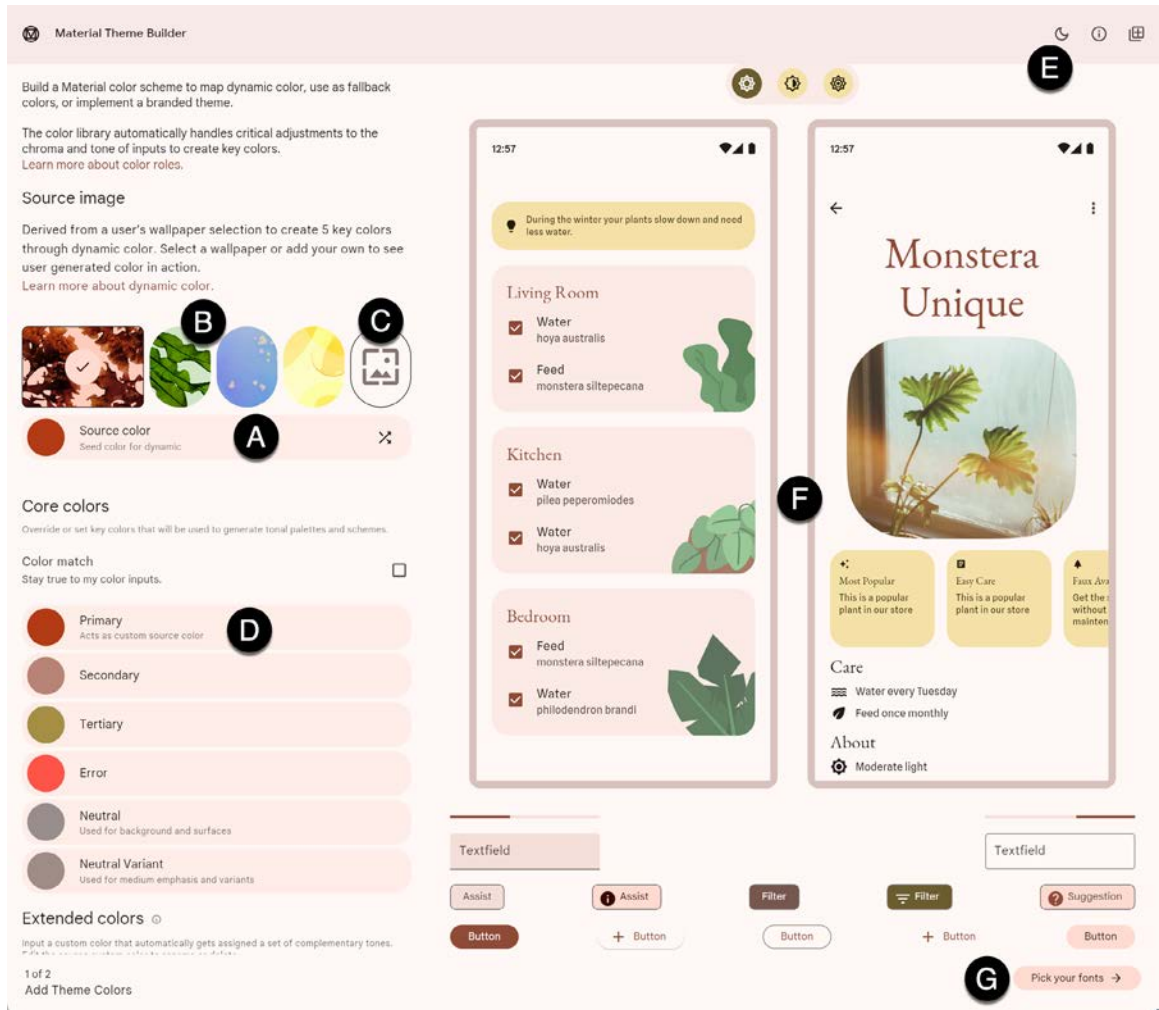 Material Theme Builder
E
Build a Material color scheme to map dynamic color, use as fallback
colors, or implement a branded theme.
The color library automatically handles critical adjustments to the
chroma and tone of inputs to create key colors.
Learn more about color roles.
Source image
Derived from a user's wallpaper selection to create 5 key colors
through dynamic color. Select a wallpaper or add your own to see
user generated color in action.
Learn more about dynamic color.
B
C
Source color
Seed color for dynamic
A
Core colors
Override or set key colors that will be used to generate tonal palettes and schemes.
Color match
Stay true to my color inputs.
Primary
Acts as custom source color
D
Secondary
Tertiary
Error
Neutral
Used for background and surfaces
Neutral Variant
Used for medium emphasis and variants
Extended colors
Input a custom color that automatically gets assigned a set of complementary tones.
1 of 2
Add Theme Colors
12:57
During the winter your plants slow down and need
less water.
Living Room
Water
hoya australis
Feed
monstera siltepecana
Kitchen
Water
pilea peperomiodes
Water
hoya australis
Bedroom
Feed
monstera siltepecana
Water
philodendron brandi
F
12:57
Monstera
Unique
Most Popular
This is a popular
plant in our store
Easy Care
This is a popular
plant in our store
Faux Ava
Get the
without
mainten
Care
Water every Tuesday
Feed once monthly
About
Moderate light
Textfield
Textfield
Assist
Assist
Filter
Filter
Suggestion
Button
+ Button
Button
+ Button
Button
G
Pick your fonts →